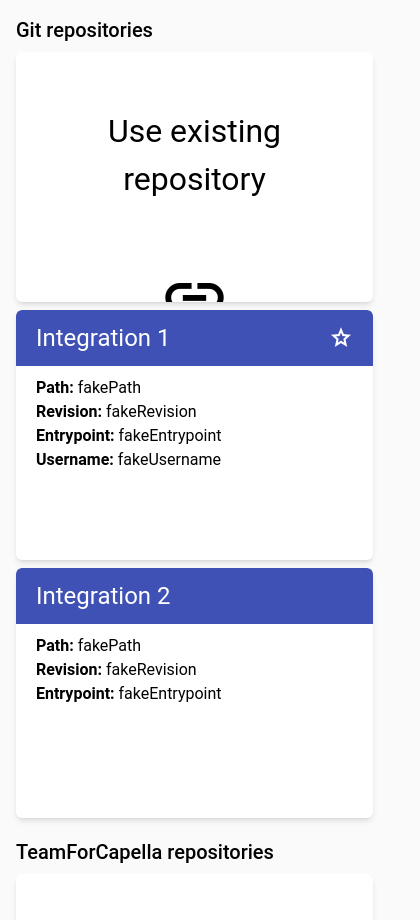 Git repositories
Use existing
repository
Integration 1
Path: fakePath
Revision: fakeRevision
Entrypoint: fakeEntrypoint
Username: fakeUsername
Integration 2
Path: fakePath
Revision: fakeRevision
Entrypoint: fakeEntrypoint
TeamForCapella repositories